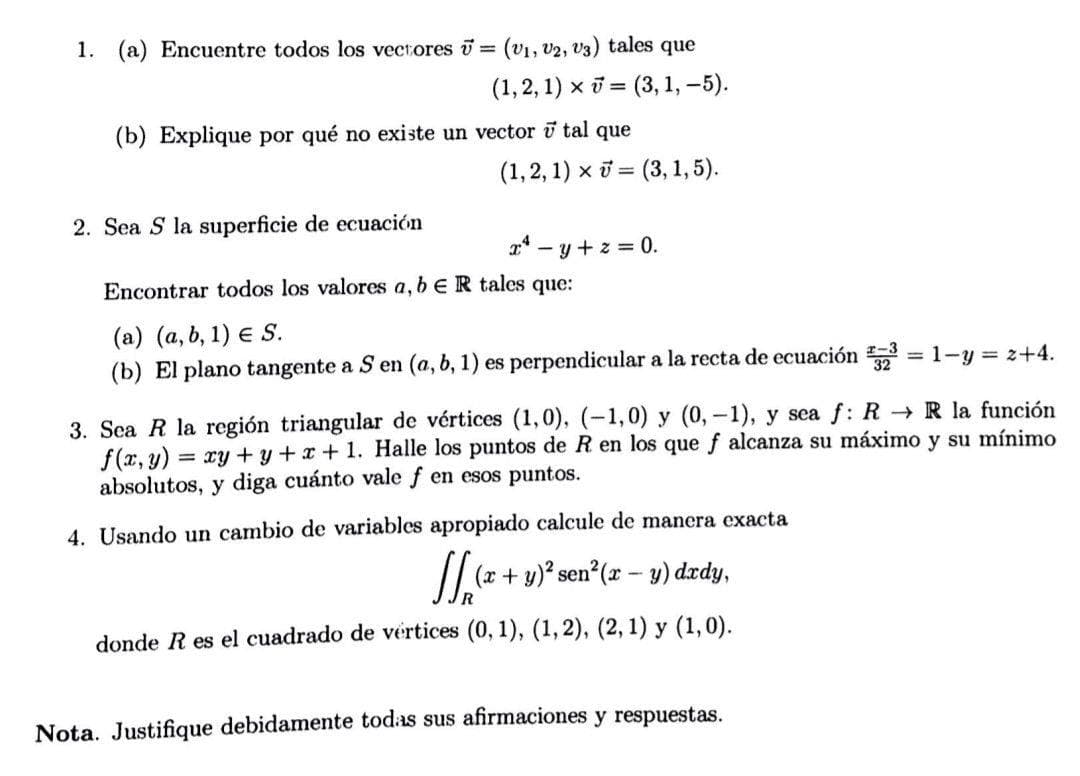 1. (a) Encuentre todos los vectores $\vec{v} = (v_1, v_2, v_3)$ tales que
$(1, 2, 1) \times \vec{v} = (3, 1, -5).$
(b) Explique por qué no existe un vector $\vec{v}$ tal que
$(1, 2, 1) \times \vec{v} = (3, 1, 5).$
2. Sea $S$ la superficie de ecuación
$x^4 - y + z = 0.$
Encontrar todos los valores $a, b \in \mathbb{R}$ tales que:
(a) $(a, b, 1) \in S.$
(b) El plano tangente a $S$ en $(a, b, 1)$ es perpendicular a la recta de ecuación $\frac{x-3}{32} = 1-y = z+4.$
3. Sea $R$ la región triangular de vértices $(1, 0)$, $(-1, 0)$ y $(0, -1)$, y sea $f: R \to \mathbb{R}$ la función
$f(x, y) = xy + y + x + 1$. Halle los puntos de $R$ en los que $f$ alcanza su máximo y su mínimo
absolutos, y diga cuánto vale $f$ en esos puntos.
4. Usando un cambio de variables apropiado calcule de manera exacta
$\iint_R (x + y)^2 \operatorname{sen}^2(x - y)\, dxdy,$
donde $R$ es el cuadrado de vértices $(0, 1)$, $(1, 2)$, $(2, 1)$ y $(1, 0)$.
Nota. Justifique debidamente todas sus afirmaciones y respuestas.